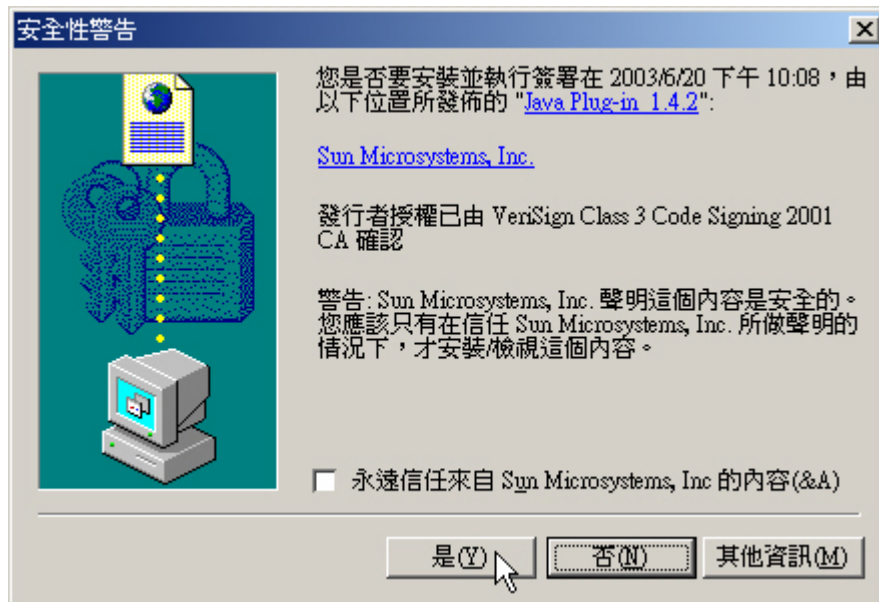 安全性警告
您是否要安裝並執行簽署在 2003/6/20 下午 10:08，由
以下位置所發佈的 "Java Plug-in 1.4.2":
Sun Microsystems, Inc.
發行者授權已由 VeriSign Class 3 Code Signing 2001
CA 確認
警告: Sun Microsystems, Inc. 聲明這個內容是安全的。
您應該只有在信任 Sun Microsystems, Inc. 所做聲明的
情況下，才安裝/檢視這個內容。
永遠信任來自 Sun Microsystems, Inc 的內容(&A)
是(Y) 否(N) 其他資訊(M)